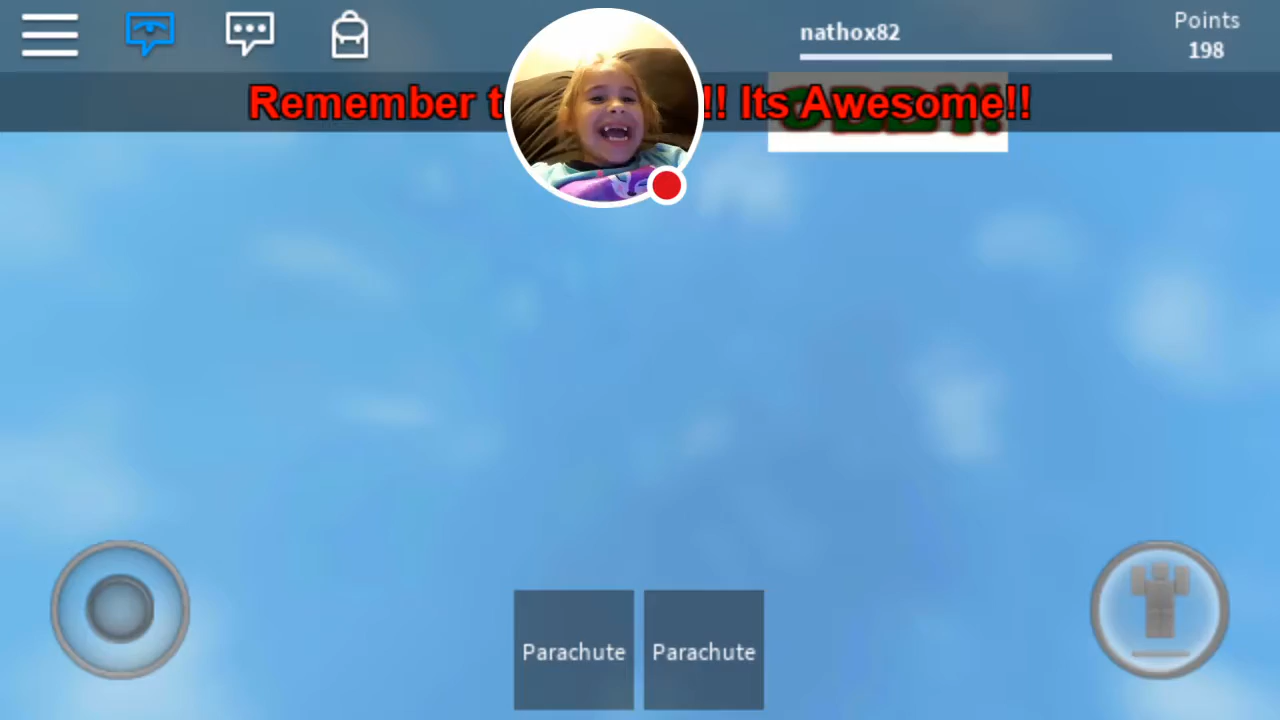 nathox82
Points
198
Remember t !! Its Awesome!!
Parachute
Parachute